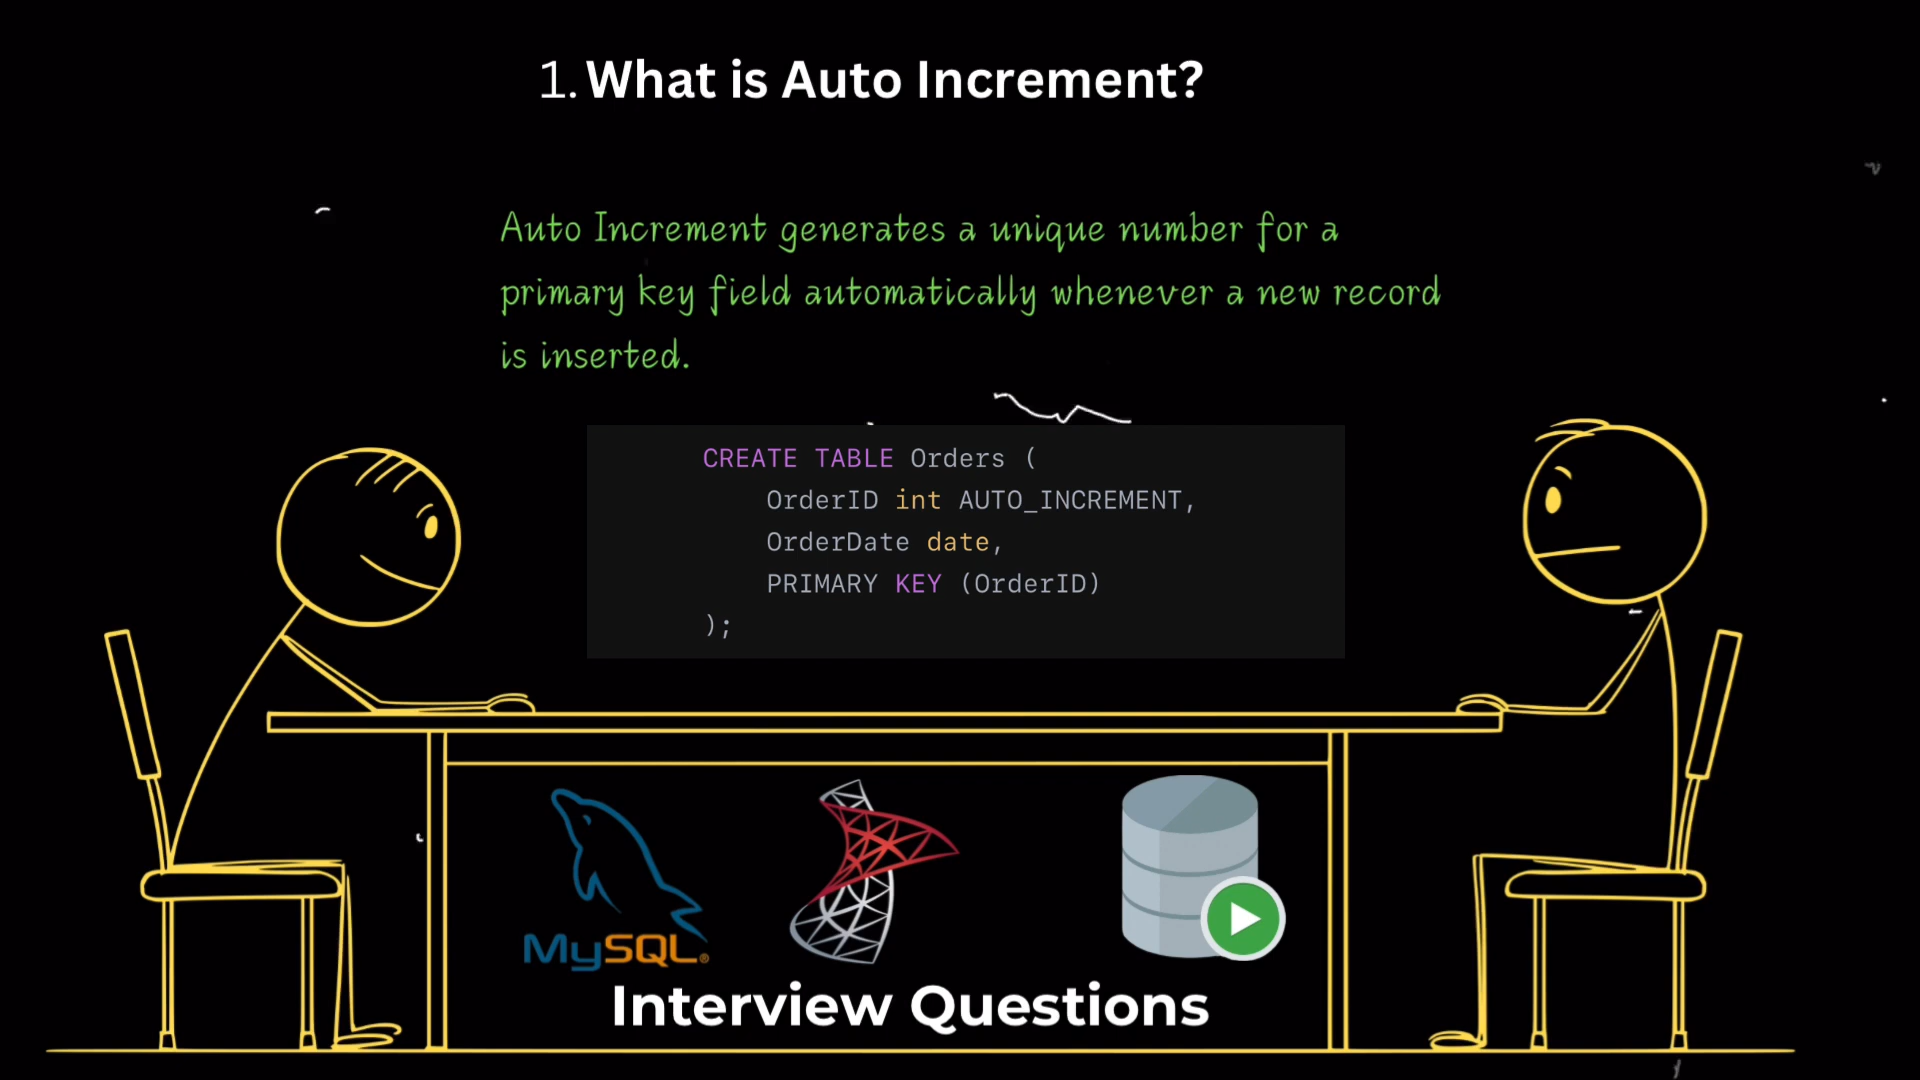 1. What is Auto Increment?
Auto Increment generates a unique number for a
primary key field automatically whenever a new record
is inserted.
CREATE TABLE Orders (
    OrderID int AUTO_INCREMENT,
    OrderDate date,
    PRIMARY KEY (OrderID)
);
MySQL®
Interview Questions